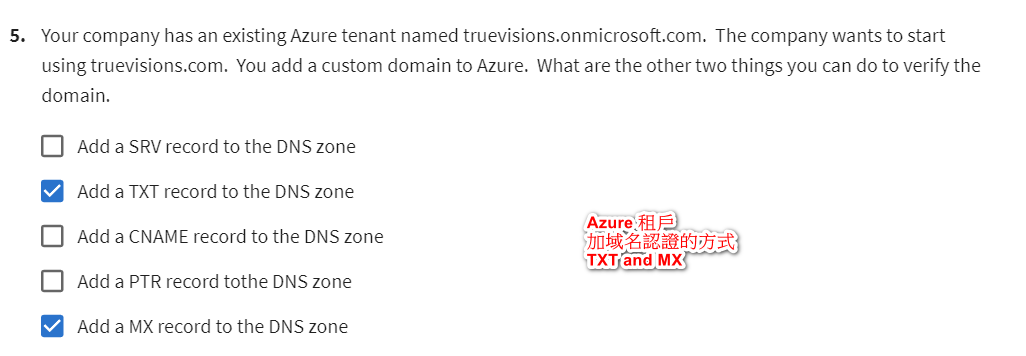 5. Your company has an existing Azure tenant named truevisions.onmicrosoft.com. The company wants to start
using truevisions.com. You add a custom domain to Azure. What are the other two things you can do to verify the
domain.
Add a SRV record to the DNS zone
Add a TXT record to the DNS zone
Add a CNAME record to the DNS zone
Add a PTR record tothe DNS zone
Add a MX record to the DNS zone
Azure 租戶
加域名認證的方式
TXT and MX